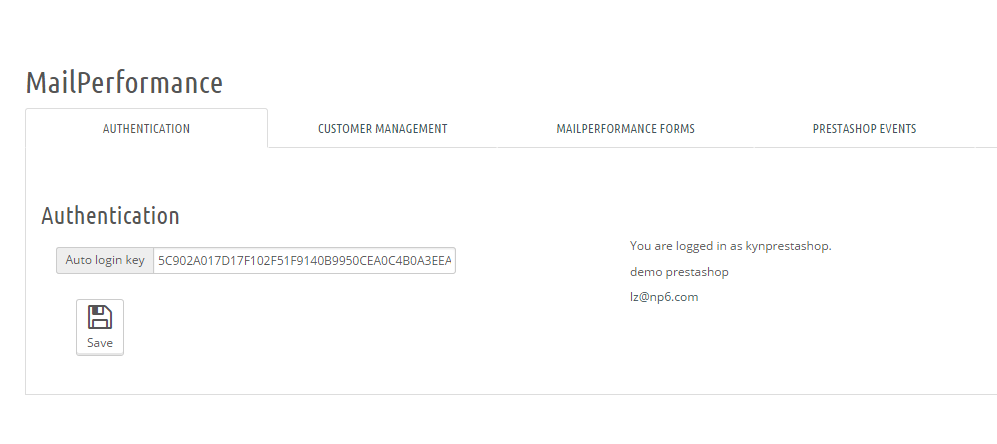 MailPerformance
AUTHENTICATION CUSTOMER MANAGEMENT MAILPERFORMANCE FORMS PRESTASHOP EVENTS
Authentication
Auto login key 5C902A017D17F102F51F9140B9950CEA0C4B0A3EEA
You are logged in as kynprestashop.
demo prestashop
lz@np6.com
Save